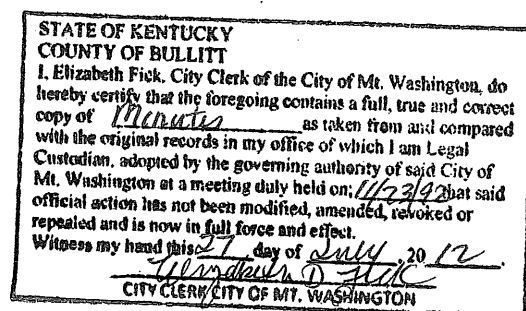 STATE OF KENTUCKY
COUNTY OF BULLITT
I, Elizabeth Fick, City Clerk of the City of Mt. Washington, do
hereby certify that the foregoing contains a full, true and correct
copy of Minutes as taken from and compared
with the original records in my office of which I am Legal
Custodian, adopted by the governing authority of said City of
Mt. Washington at a meeting duly held on; 11/23/92 that said
official action has not been modified, amended, revoked or
repealed and is now in full force and effect.
Witness my hand this 27 day of July, 20 12.
CITY CLERK CITY OF MT. WASHINGTON